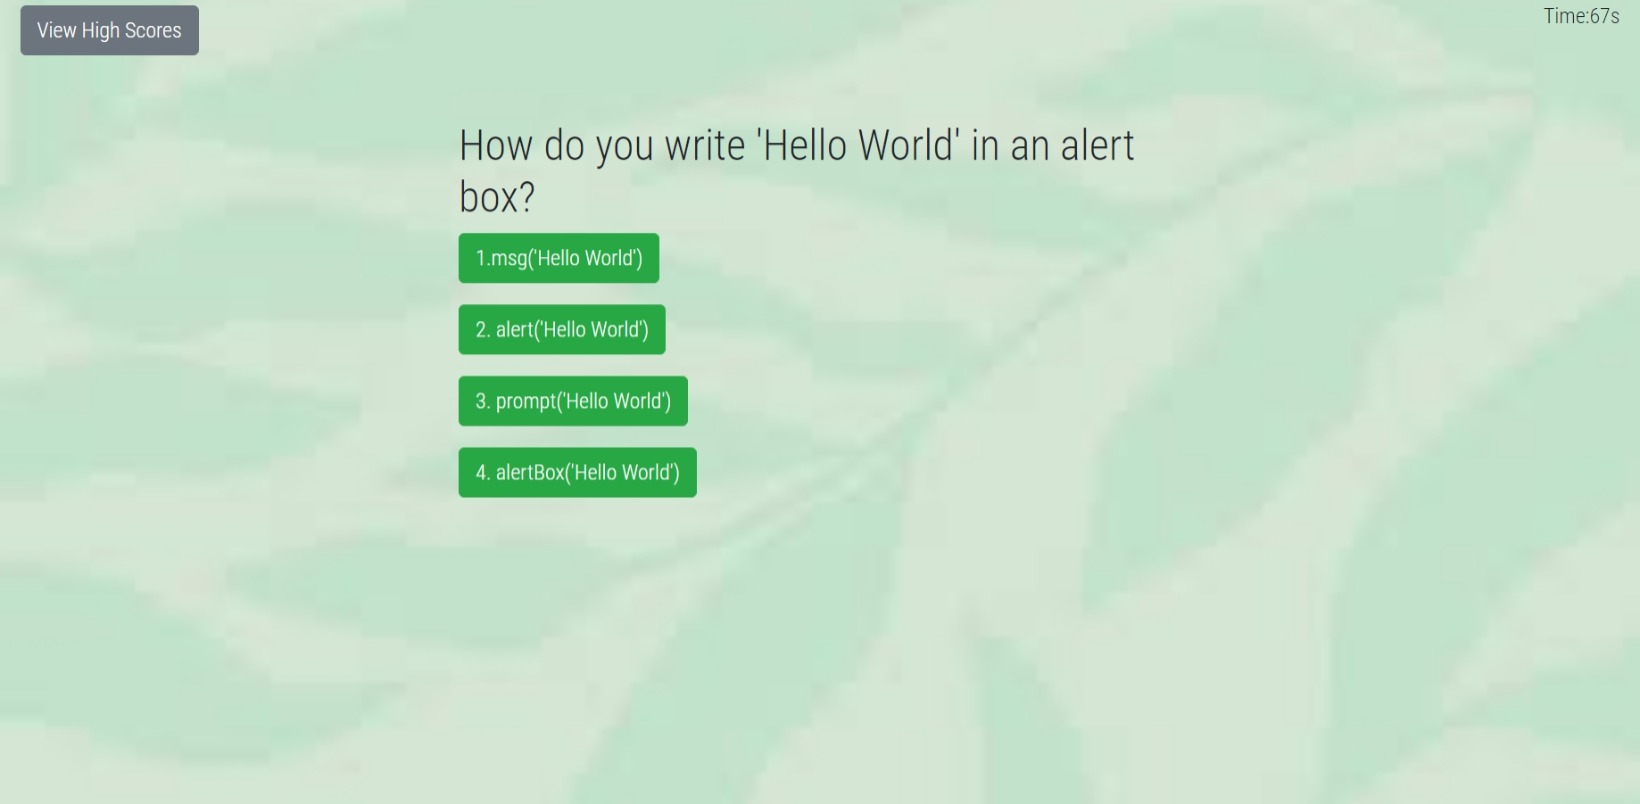 View High Scores
Time:67s
How do you write 'Hello World' in an alert
box?
1.msg('Hello World')
2. alert('Hello World')
3. prompt('Hello World')
4. alertBox('Hello World')